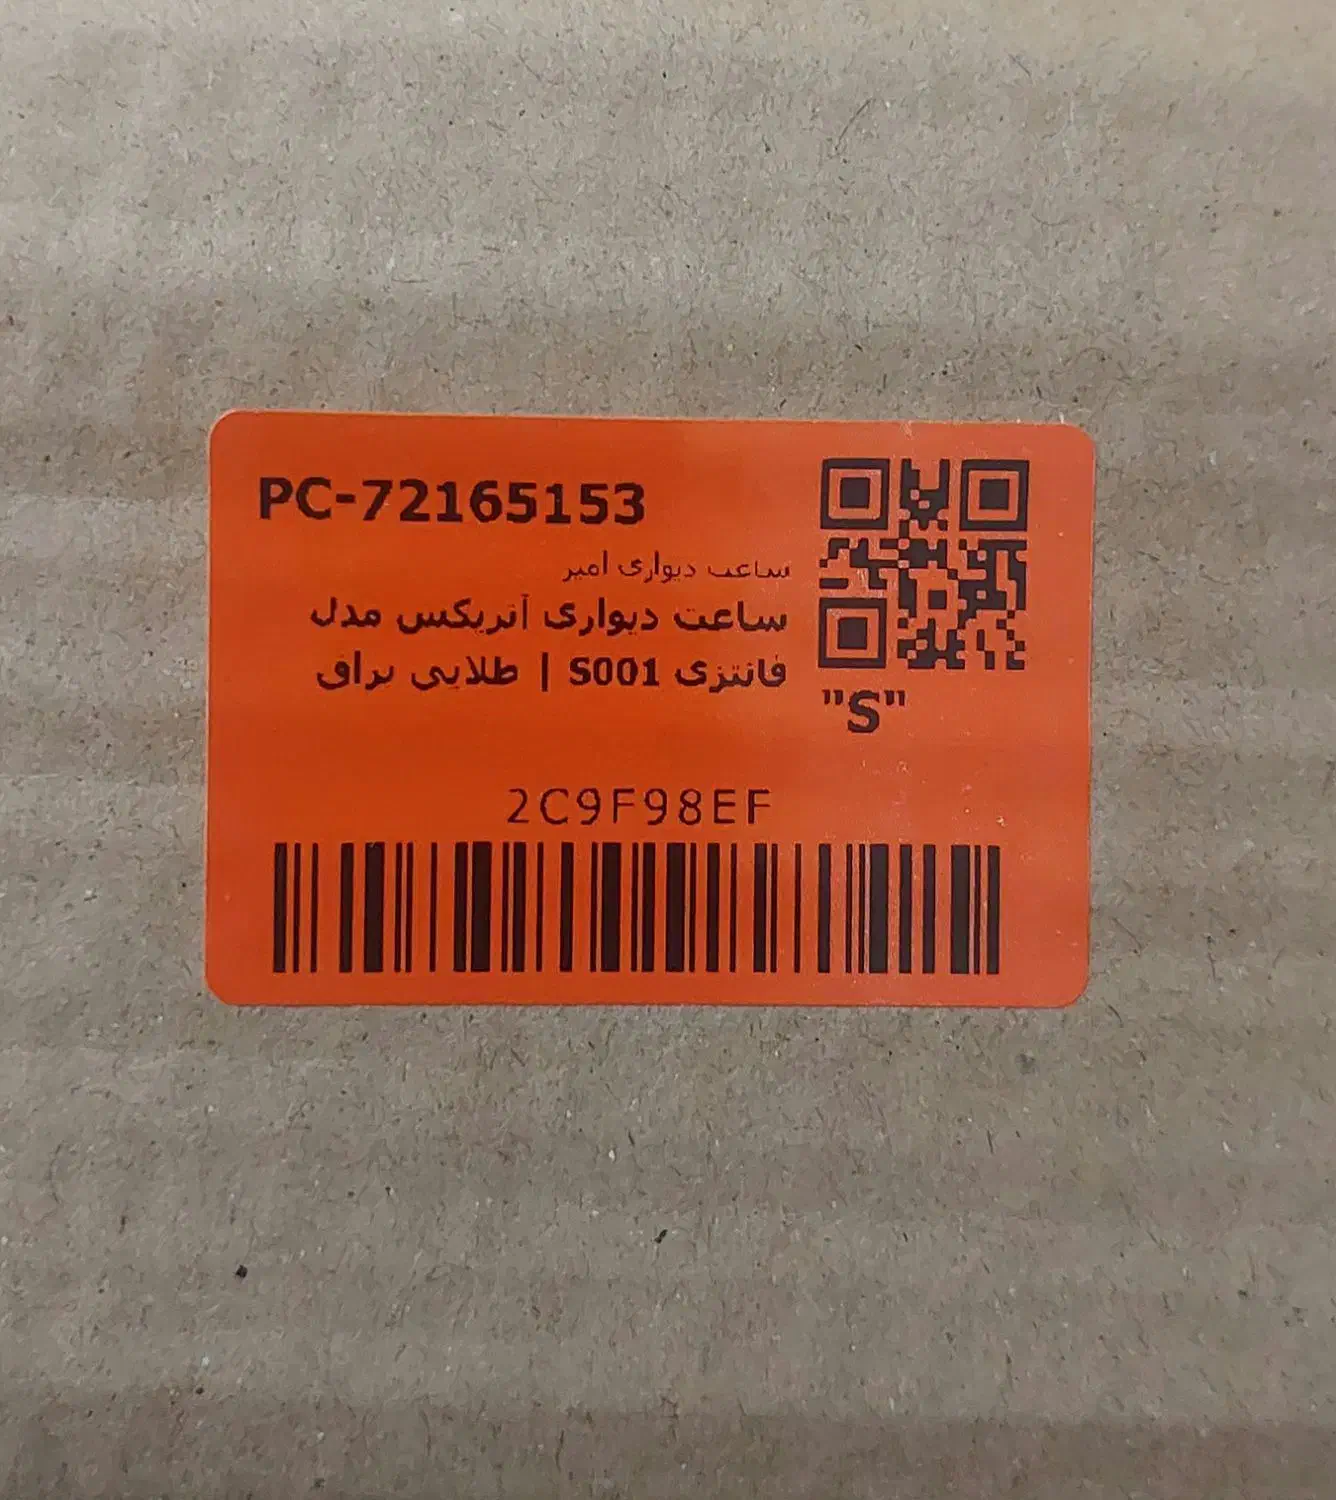 PC-72165153
ساعت دیواری امیر
ساعت دیواری آتریکس مدل
فانتزی S001 | طلایی براق
"S"
2C9F98EF